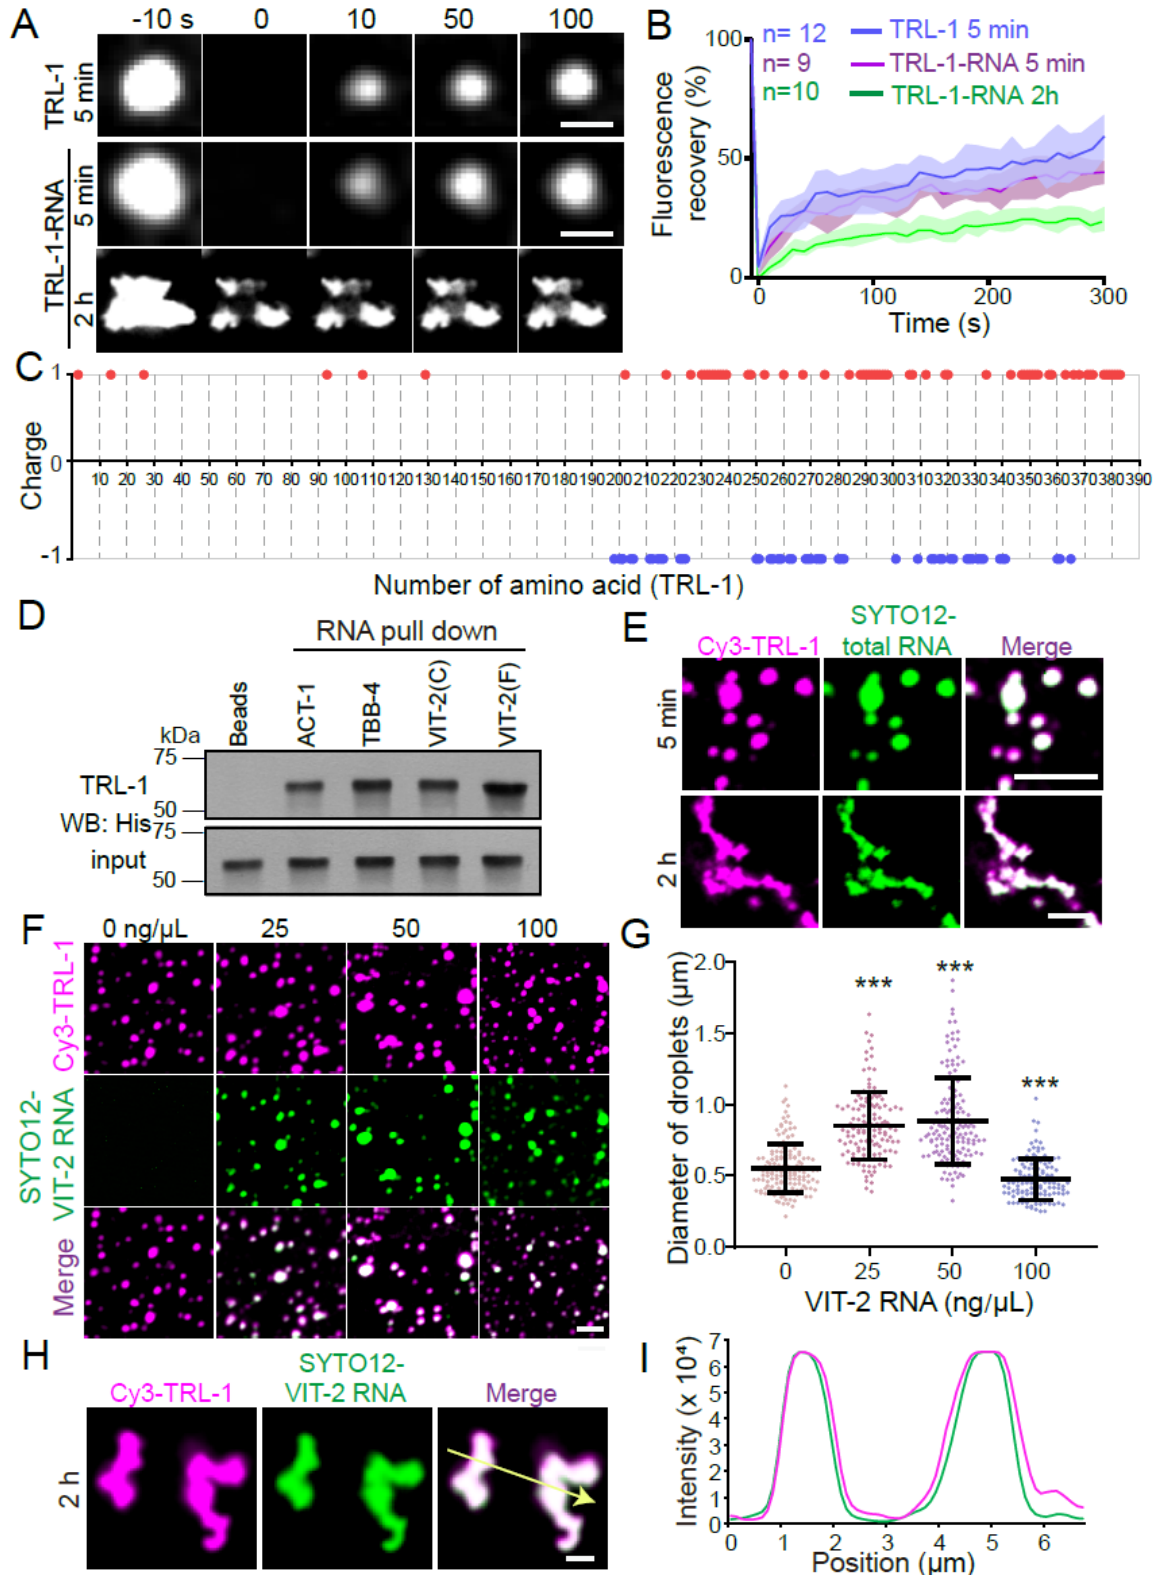 A
-10 s 0 10 50 100
TRL-1
5 min
TRL-1-RNA
5 min
2 h
B
Fluorescence
recovery (%)
100
50
0
n= 12 TRL-1 5 min
n= 9 TRL-1-RNA 5 min
n=10 TRL-1-RNA 2h
0 100 200 300
Time (s)
C
Charge
1
0
-1
10 20 30 40 50 60 70 80 90 100 110 120 130 140 150 160 170 180 190 200 210 220 230 240 250 260 270 280 290 300 310 320 330 340 350 360 370 380 390
Number of amino acid (TRL-1)
D
RNA pull down
Beads
ACT-1
TBB-4
VIT-2(C)
VIT-2(F)
kDa
75
TRL-1
50
WB: His
75
input
50
E
SYTO12-
Cy3-TRL-1 total RNA Merge
5 min
2 h
F
0 ng/µL 25 50 100
Cy3-TRL-1
SYTO12-
VIT-2 RNA
Merge
G
Diameter of droplets (µm)
2.0
1.5
1.0
0.5
0.0
*** *** ***
0 25 50 100
VIT-2 RNA (ng/µL)
H
SYTO12-
Cy3-TRL-1 VIT-2 RNA Merge
2 h
I
Intensity (x 10⁴)
7
6
5
4
3
2
1
0
0 1 2 3 4 5 6
Position (µm)